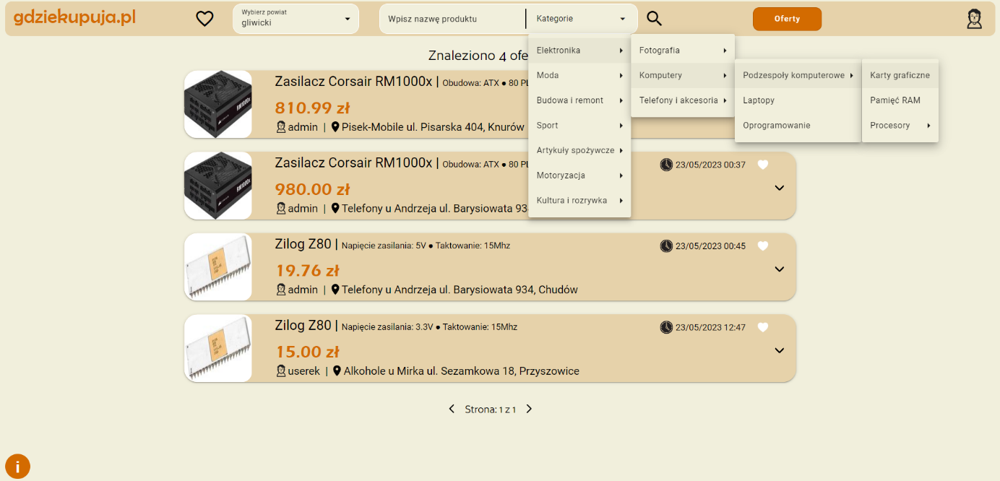 gdziekupuja.pl
Wybierz powiat
gliwicki
Wpisz nazwę produktu
Kategorie
Oferty
Elektronika
Moda
Budowa i remont
Sport
Artykuły spożywcze
Motoryzacja
Kultura i rozrywka
Fotografia
Komputery
Telefony i akcesoria
Podzespoły komputerowe
Laptopy
Oprogramowanie
Karty graficzne
Pamięć RAM
Procesory
Znaleziono 4 ofe
Zasilacz Corsair RM1000x | Obudowa: ATX ● 80 PL
810.99 zł
admin | Pisek-Mobile ul. Pisarska 404, Knurów
Zasilacz Corsair RM1000x | Obudowa: ATX ● 80 PL
23/05/2023 00:37
980.00 zł
admin | Telefony u Andrzeja ul. Barysiowata 93
Zilog Z80 | Napięcie zasilania: 5V ● Taktowanie: 15Mhz
23/05/2023 00:45
19.76 zł
admin | Telefony u Andrzeja ul. Barysiowata 934, Chudów
Zilog Z80 | Napięcie zasilania: 3.3V ● Taktowanie: 15Mhz
23/05/2023 12:47
15.00 zł
userek | Alkohole u Mirka ul. Sezamkowa 18, Przyszowice
Strona: 1 z 1
i